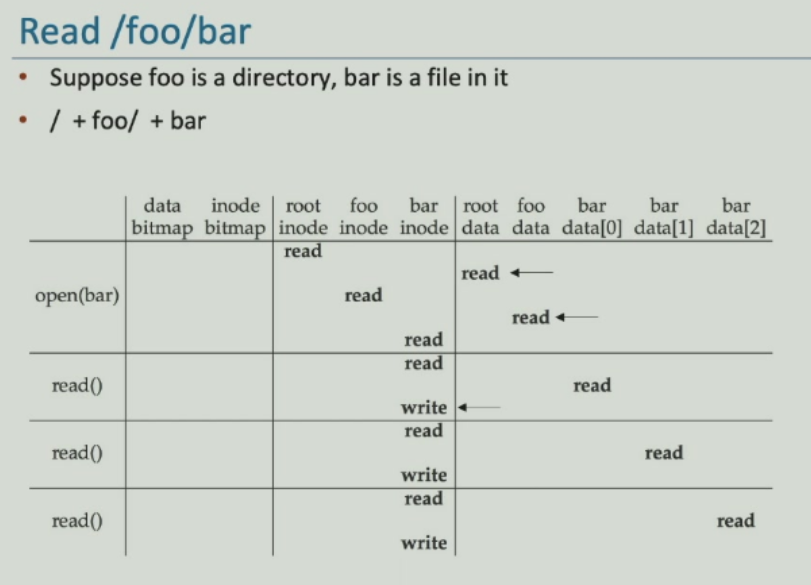 Read /foo/bar
• Suppose foo is a directory, bar is a file in it
• / + foo/ + bar
data inode root foo bar root foo bar bar bar
bitmap bitmap inode inode inode data data data[0] data[1] data[2]
read
read
open(bar) read
read
read
read
read() read
write
read
read() read
write
read
read() read
write